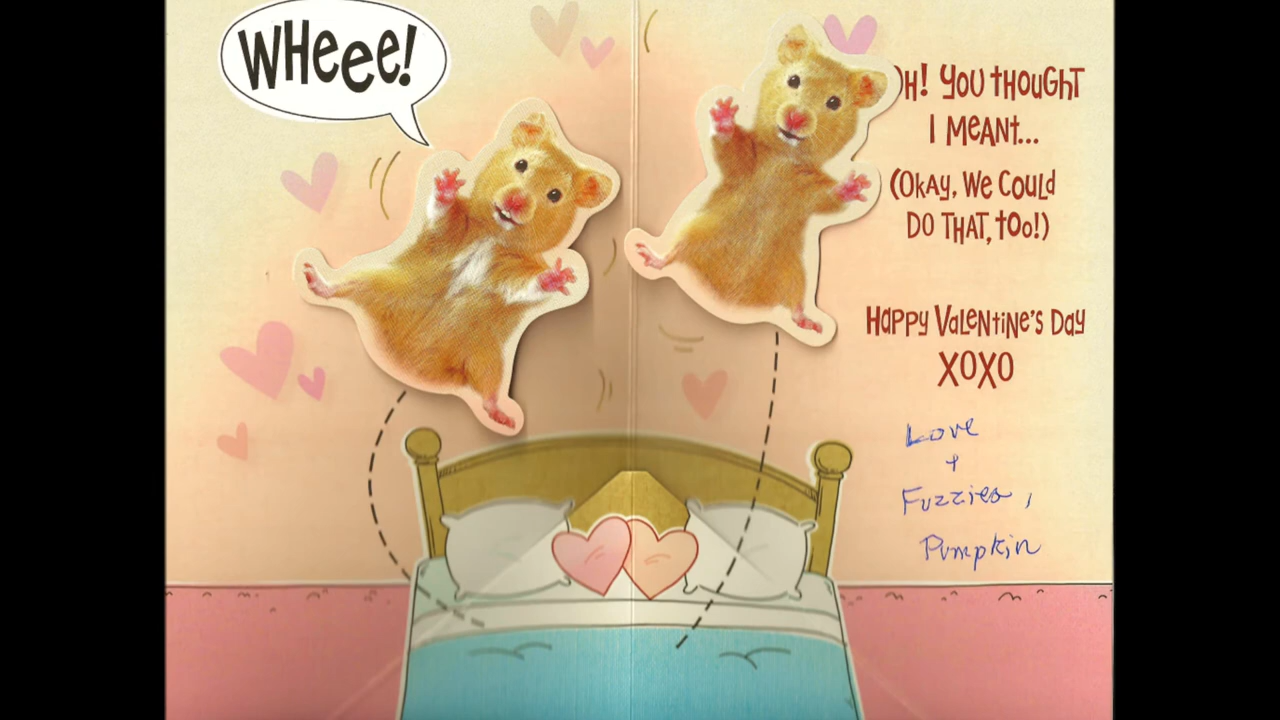 WHeee!
OH! YOU tHOuGHT
I MEANT...
(OkAy, We CoulD
DO THAT, tOo!)
HAppy VAleNtiNe's DAy
XOXO
Love
+
Fuzzies,
Pumpkin